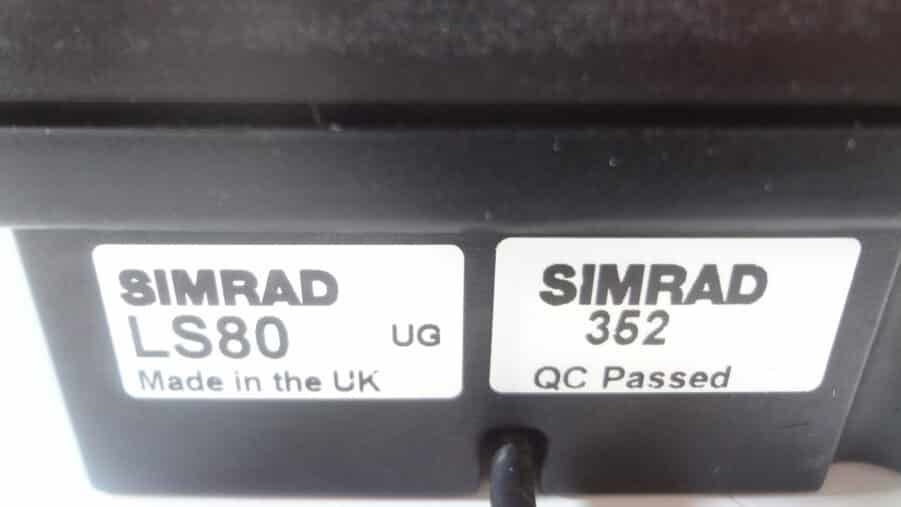 SIMRAD
LS80 UG
Made in the UK
SIMRAD
352
QC Passed